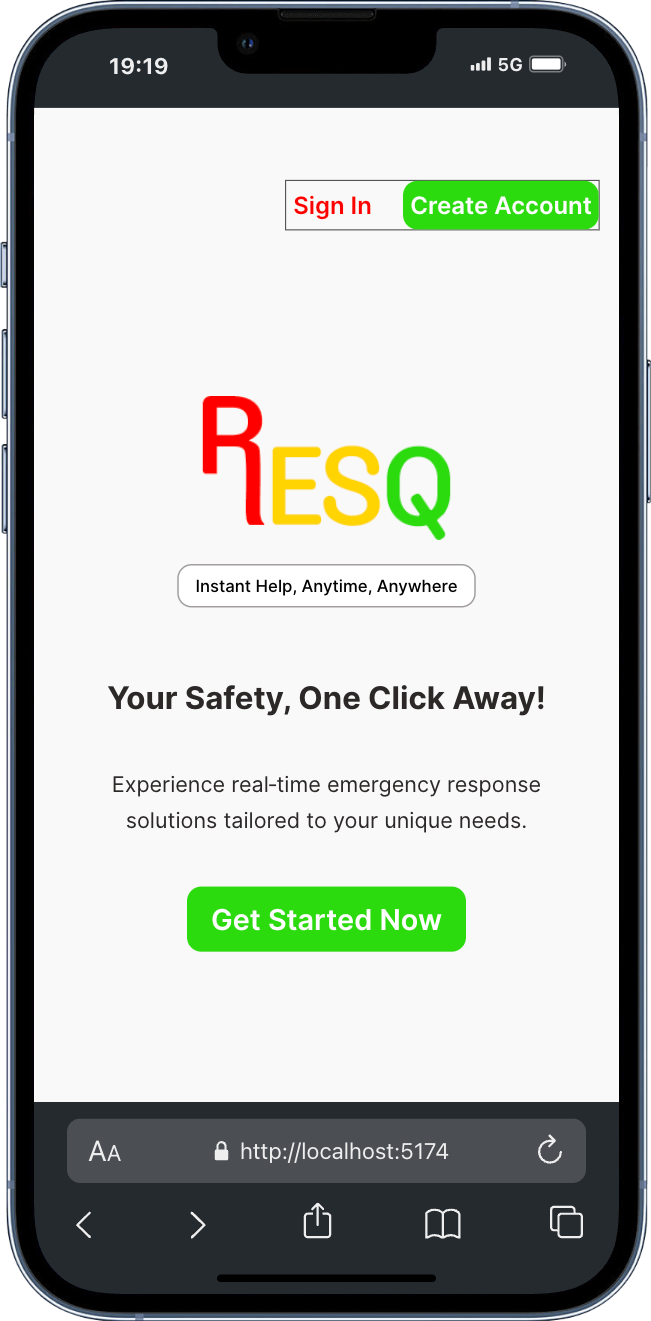 19:19 5G
Sign In Create Account
RESQ
Instant Help, Anytime, Anywhere
Your Safety, One Click Away!
Experience real-time emergency response
solutions tailored to your unique needs.
Get Started Now
AA http://localhost:5174